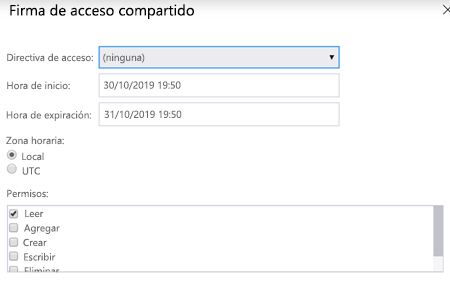 Firma de acceso compartido
Directiva de acceso: (ninguna)
Hora de inicio: 30/10/2019 19:50
Hora de expiración: 31/10/2019 19:50
Zona horaria:
Local
UTC
Permisos:
Leer
Agregar
Crear
Escribir